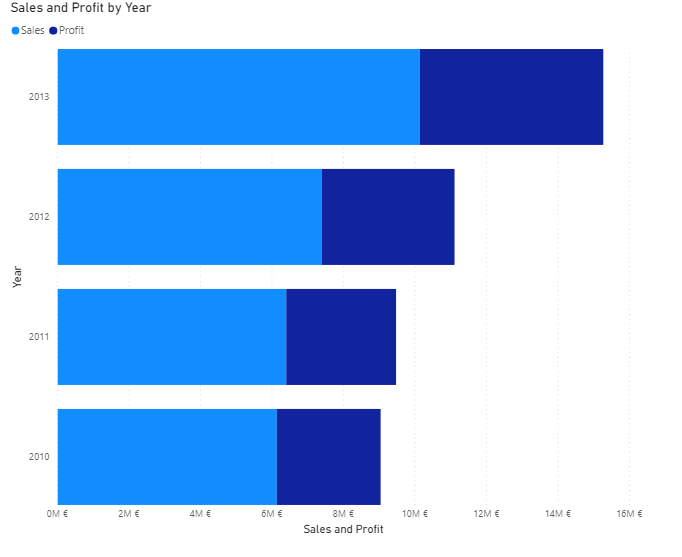 Sales and Profit by Year
Sales Profit
2013
2012
2011
2010
Year
0M € 2M € 4M € 6M € 8M € 10M € 12M € 14M € 16M €
Sales and Profit